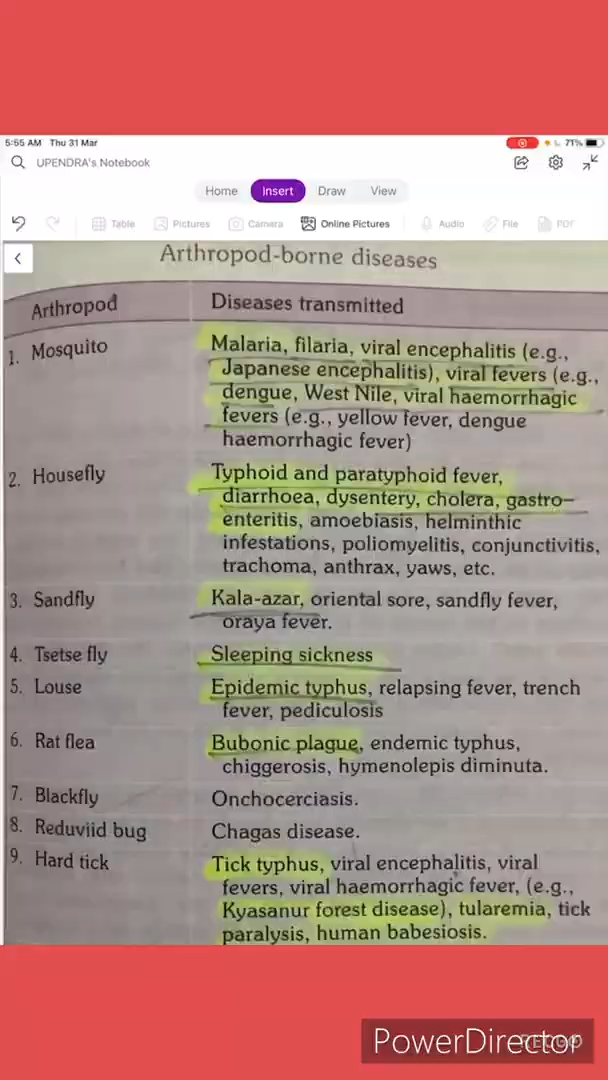 5:55 AM Thu 31 Mar
71%
UPENDRA's Notebook
Home Insert Draw View
Table Pictures Camera Online Pictures Audio File PDF
Arthropod-borne diseases
Arthropod Diseases transmitted
1. Mosquito Malaria, filaria, viral encephalitis (e.g.,
Japanese encephalitis), viral fevers (e.g.,
dengue, West Nile, viral haemorrhagic
fevers (e.g., yellow fever, dengue
haemorrhagic fever)
2. Housefly Typhoid and paratyphoid fever,
diarrhoea, dysentery, cholera, gastro-
enteritis, amoebiasis, helminthic
infestations, poliomyelitis, conjunctivitis,
trachoma, anthrax, yaws, etc.
3. Sandfly Kala-azar, oriental sore, sandfly fever,
oraya fever.
4. Tsetse fly Sleeping sickness
5. Louse Epidemic typhus, relapsing fever, trench
fever, pediculosis
6. Rat flea Bubonic plague, endemic typhus,
chiggerosis, hymenolepis diminuta.
7. Blackfly Onchocerciasis.
8. Reduviid bug Chagas disease.
9. Hard tick Tick typhus, viral encephalitis, viral
fevers, viral haemorrhagic fever, (e.g.,
Kyasanur forest disease), tularemia, tick
paralysis, human babesiosis.
PowerDirector